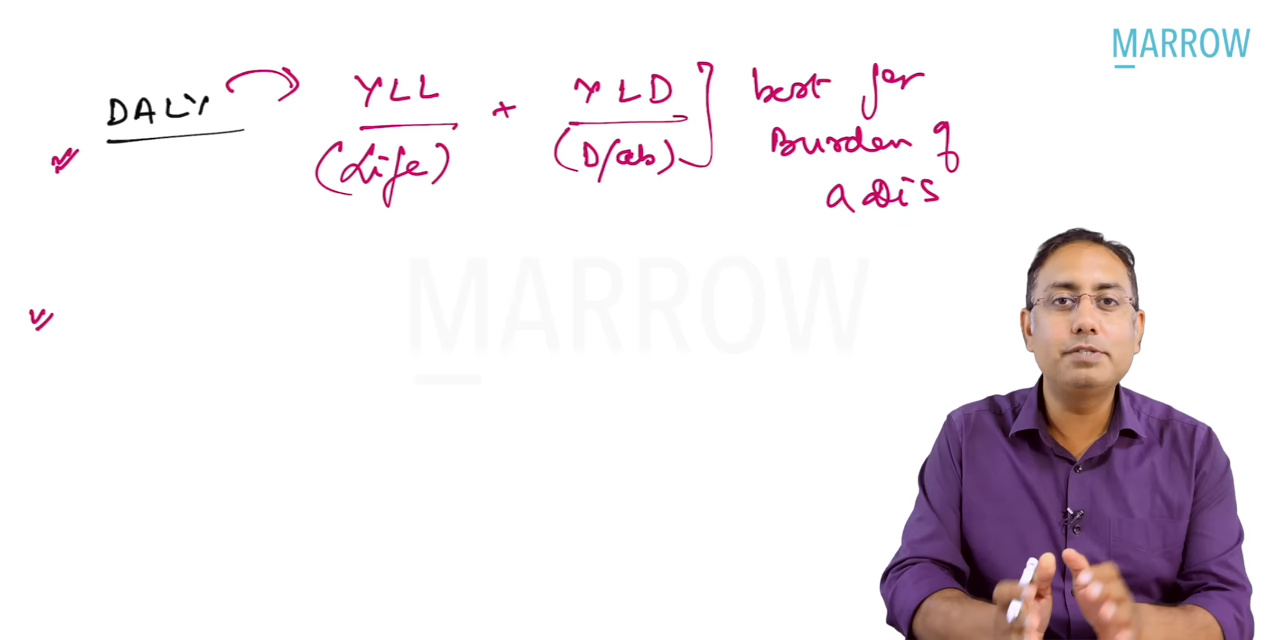 MARROW
DALY YLL + YLD best for
(Life) (D/ab) Burden of
a Dis
MARROW